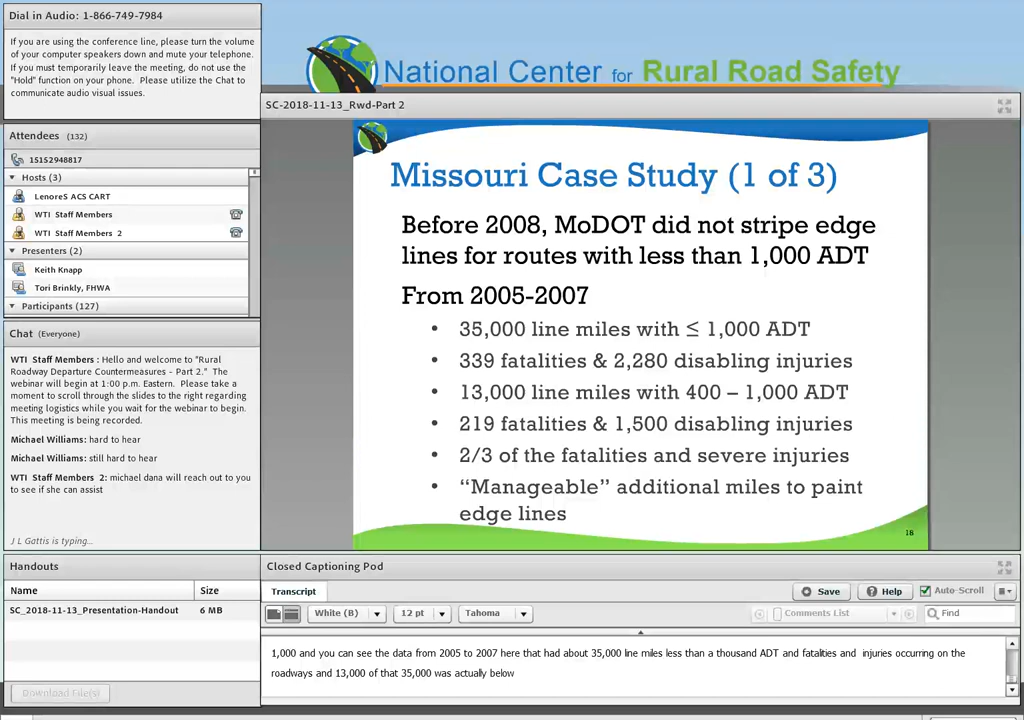 Dial in Audio: 1-866-749-7984
If you are using the conference line, please turn the volume
of your computer speakers down and mute your telephone.
If you must temporarily leave the meeting, do not use the
"Hold" function on your phone. Please utilize the Chat to
communicate audio visual issues.
National Center for Rural Road Safety
SC-2018-11-13_Rwd-Part 2
Attendees (132)
15152948817
Hosts (3)
LenoreS ACS CART
WTI Staff Members
WTI Staff Members 2
Presenters (2)
Keith Knapp
Tori Brinkly, FHWA
Participants (127)
Missouri Case Study (1 of 3)
Before 2008, MoDOT did not stripe edge
lines for routes with less than 1,000 ADT
From 2005-2007
• 35,000 line miles with ≤ 1,000 ADT
• 339 fatalities & 2,280 disabling injuries
• 13,000 line miles with 400 – 1,000 ADT
• 219 fatalities & 1,500 disabling injuries
• 2/3 of the fatalities and severe injuries
• “Manageable” additional miles to paint
edge lines
18
Chat (Everyone)
WTI Staff Members : Hello and welcome to "Rural
Roadway Departure Countermeasures - Part 2." The
webinar will begin at 1:00 p.m. Eastern. Please take a
moment to scroll through the slides to the right regarding
meeting logistics while you wait for the webinar to begin.
This meeting is being recorded.
Michael Williams: hard to hear
Michael Williams: still hard to hear
WTI Staff Members 2: michael dana will reach out to you
to see if she can assist
J L Gattis is typing...
Handouts
Name Size
SC_2018-11-13_Presentation-Handout 6 MB
Download File(s)
Closed Captioning Pod
Transcript
Save
Help
Auto-Scroll
White (B)
12 pt
Tahoma
Comments List
Find
1,000 and you can see the data from 2005 to 2007 here that had about 35,000 line miles less than a thousand ADT and fatalities and injuries occurring on the
roadways and 13,000 of that 35,000 was actually below